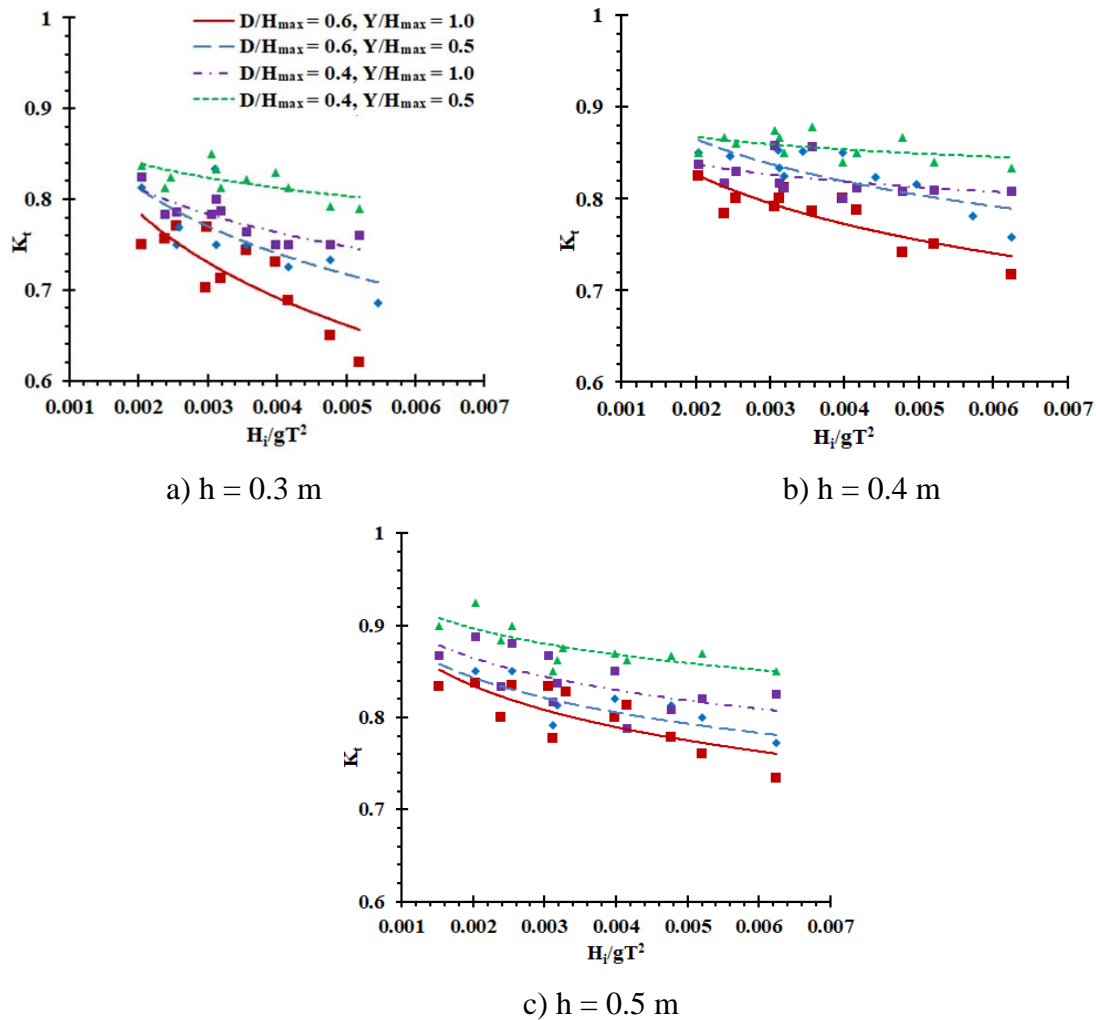 D/Hmax = 0.6, Y/Hmax = 1.0
D/Hmax = 0.6, Y/Hmax = 0.5
D/Hmax = 0.4, Y/Hmax = 1.0
D/Hmax = 0.4, Y/Hmax = 0.5
1
0.9
0.8
0.7
0.6
Kt
0.001 0.002 0.003 0.004 0.005 0.006 0.007
Hi/gT²
a) h = 0.3 m
1
0.9
0.8
0.7
0.6
Kt
0.001 0.002 0.003 0.004 0.005 0.006 0.007
Hi/gT²
b) h = 0.4 m
1
0.9
0.8
0.7
0.6
Kt
0.001 0.002 0.003 0.004 0.005 0.006 0.007
Hi/gT²
c) h = 0.5 m